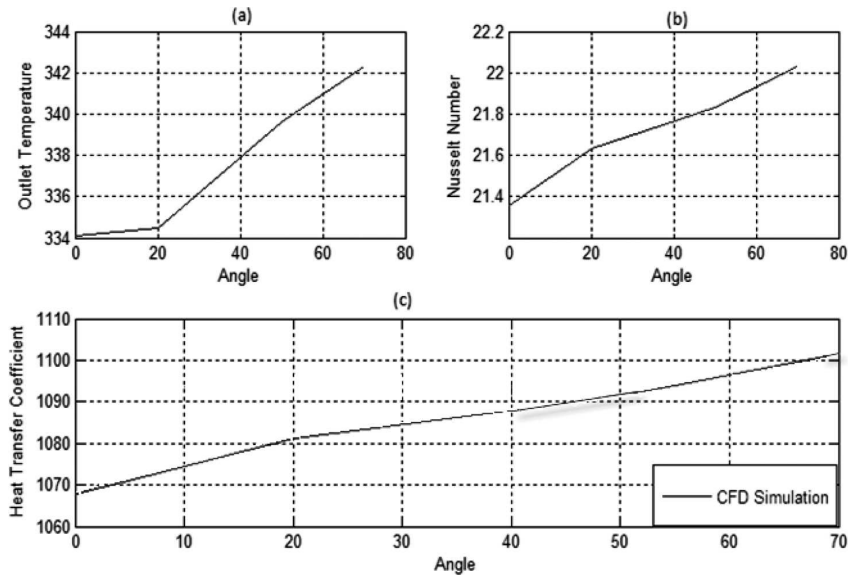 (a)
344
342
340
338
336
334
Outlet Temperature
0 20 40 60 80
Angle
(b)
22.2
22
21.8
21.6
21.4
Nusselt Number
0 20 40 60 80
Angle
(c)
1110
1100
1090
1080
1070
1060
Heat Transfer Coefficient
CFD Simulation
0 10 20 30 40 50 60 70
Angle